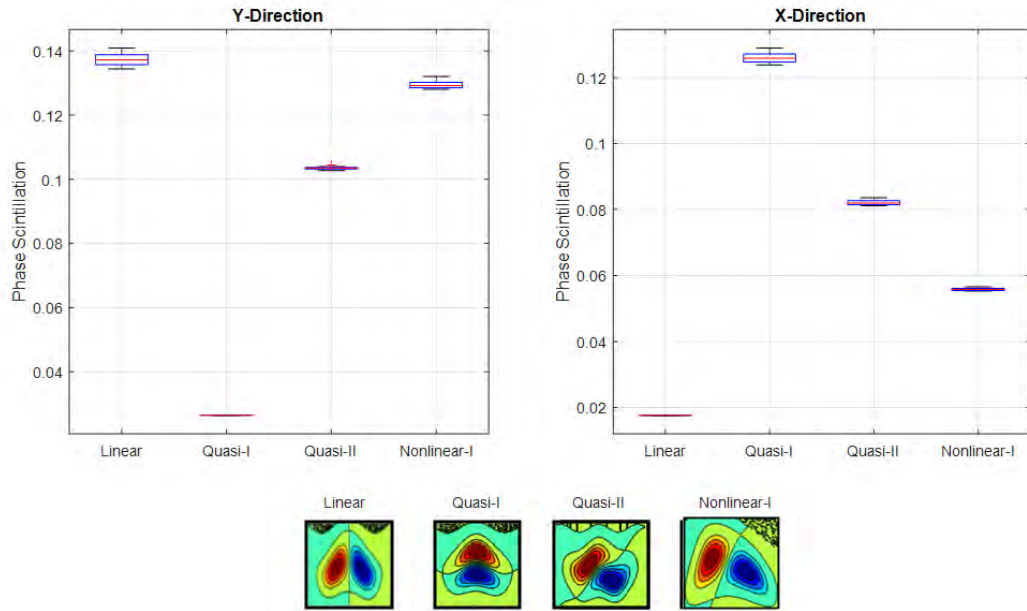 Y-Direction
Phase Scintillation
0.14
0.12
0.1
0.08
0.06
0.04
Linear Quasi-I Quasi-II Nonlinear-I
X-Direction
Phase Scintillation
0.12
0.1
0.08
0.06
0.04
0.02
Linear Quasi-I Quasi-II Nonlinear-I
Linear Quasi-I Quasi-II Nonlinear-I